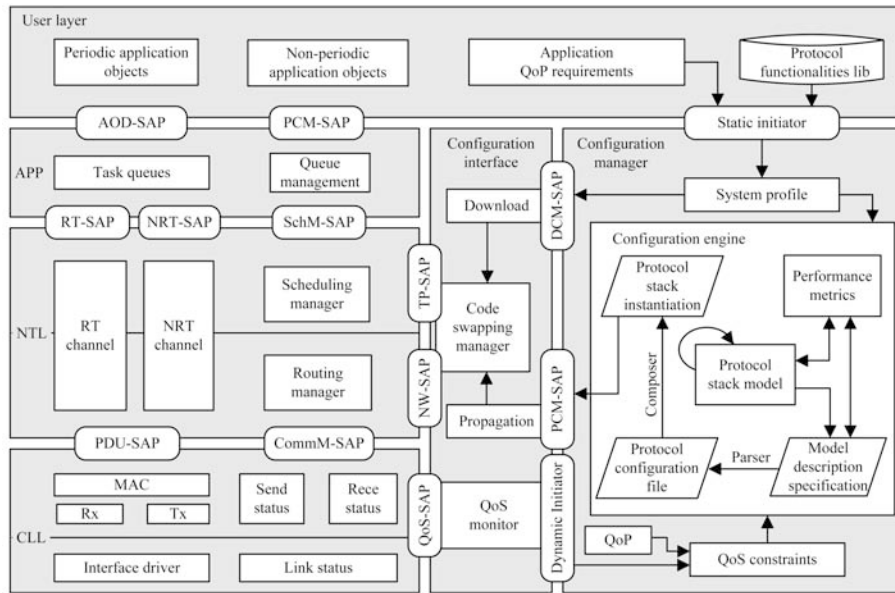 User layer
Periodic application
objects
Non-periodic
application objects
Application
QoP requirements
Protocol
functionalities lib
AOD-SAP
PCM-SAP
Static initiator
APP
Task queues
Queue
management
Configuration
interface
Configuration
manager
Download
DCM-SAP
System profile
RT-SAP
NRT-SAP
SchM-SAP
NTL
RT
channel
NRT
channel
Scheduling
manager
Routing
manager
TP-SAP
NW-SAP
Code
swapping
manager
Propagation
PCM-SAP
Configuration engine
Protocol stack
instantiation
Performance
metrics
Protocol
stack model
Composer
Parser
Protocol
configuration
file
Model
description
specification
PDU-SAP
CommM-SAP
CLL
MAC
Rx
Tx
Send
status
Rece
status
Interface driver
Link status
QoS-SAP
QoS
monitor
Dynamic Initiator
QoP
QoS constraints